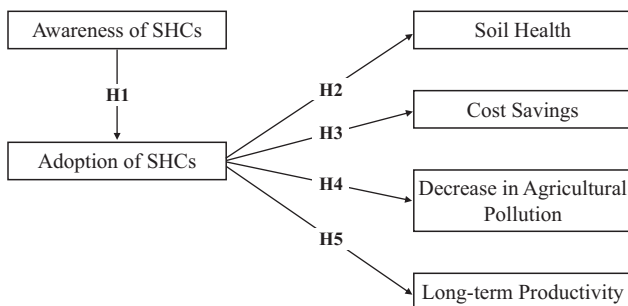 Awareness of SHCs
Soil Health
H1
H2
Cost Savings
H3
Adoption of SHCs
H4
Decrease in Agricultural
Pollution
H5
Long-term Productivity